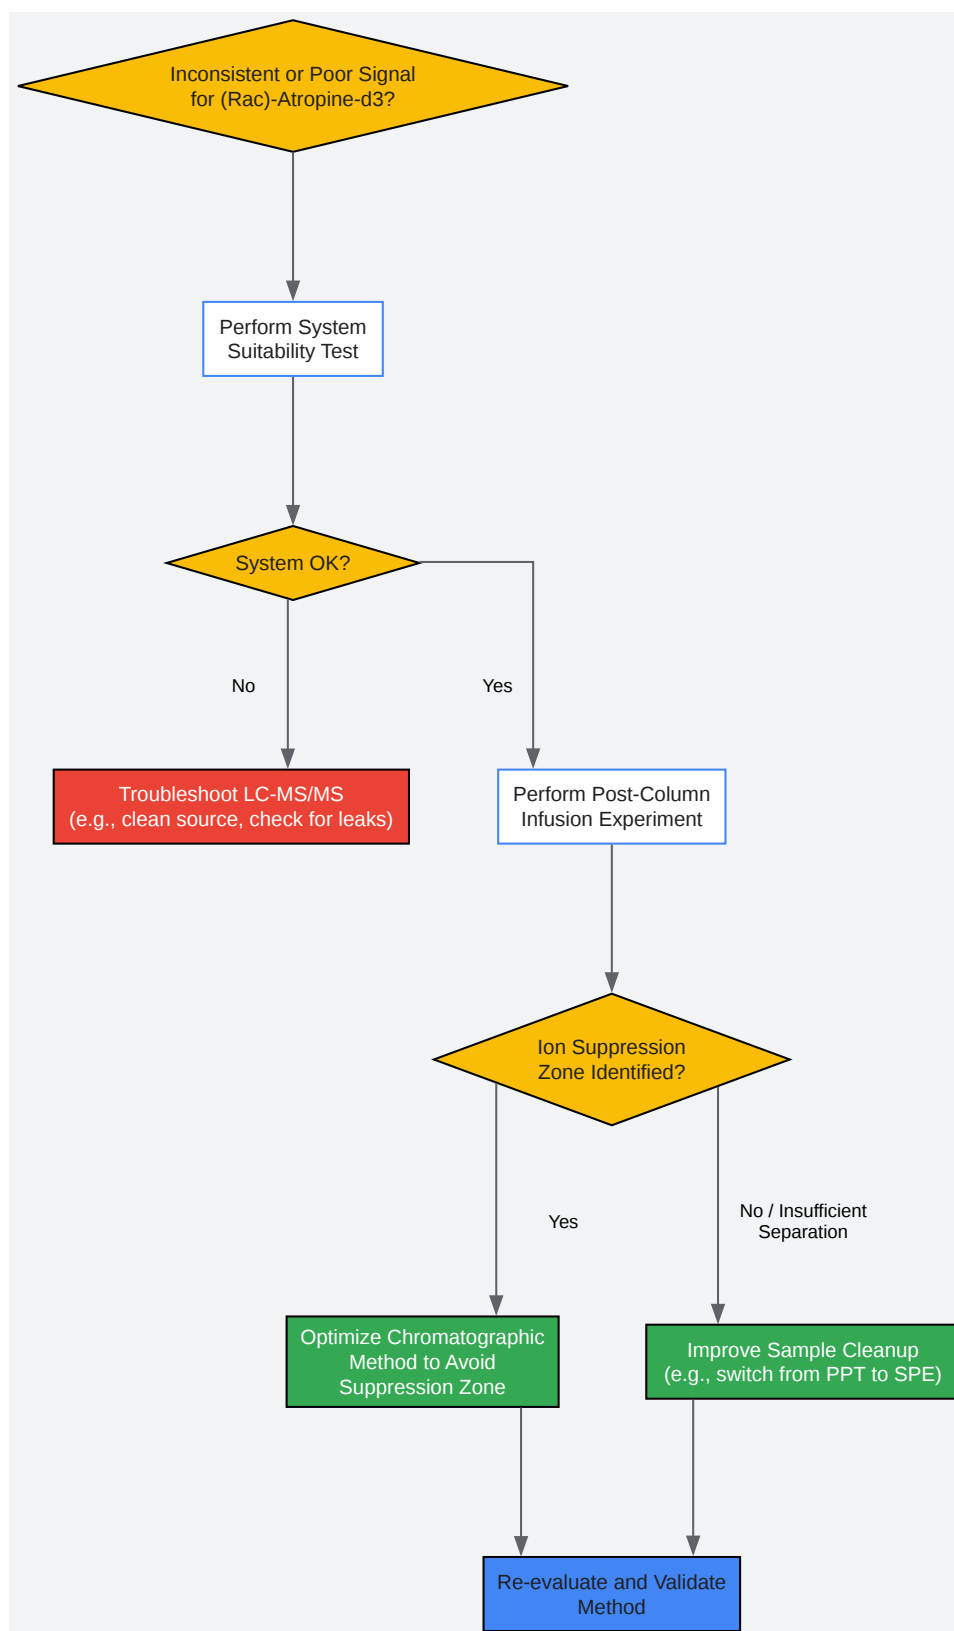 Inconsistent or Poor Signal
for (Rac)-Atropine-d3?
Perform System
Suitability Test
System OK?
No
Yes
Troubleshoot LC-MS/MS
(e.g., clean source, check for leaks)
Perform Post-Column
Infusion Experiment
Ion Suppression
Zone Identified?
Yes
No / Insufficient
Separation
Optimize Chromatographic
Method to Avoid
Suppression Zone
Improve Sample Cleanup
(e.g., switch from PPT to SPE)
Re-evaluate and Validate
Method